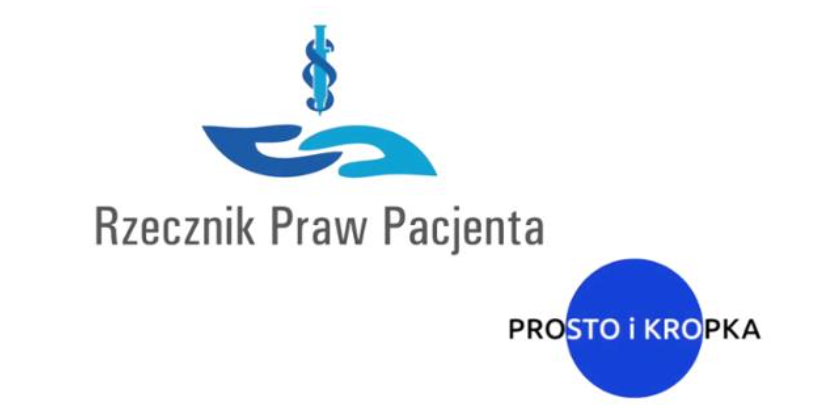 Rzecznik Praw Pacjenta
PROSTO i KROPKA